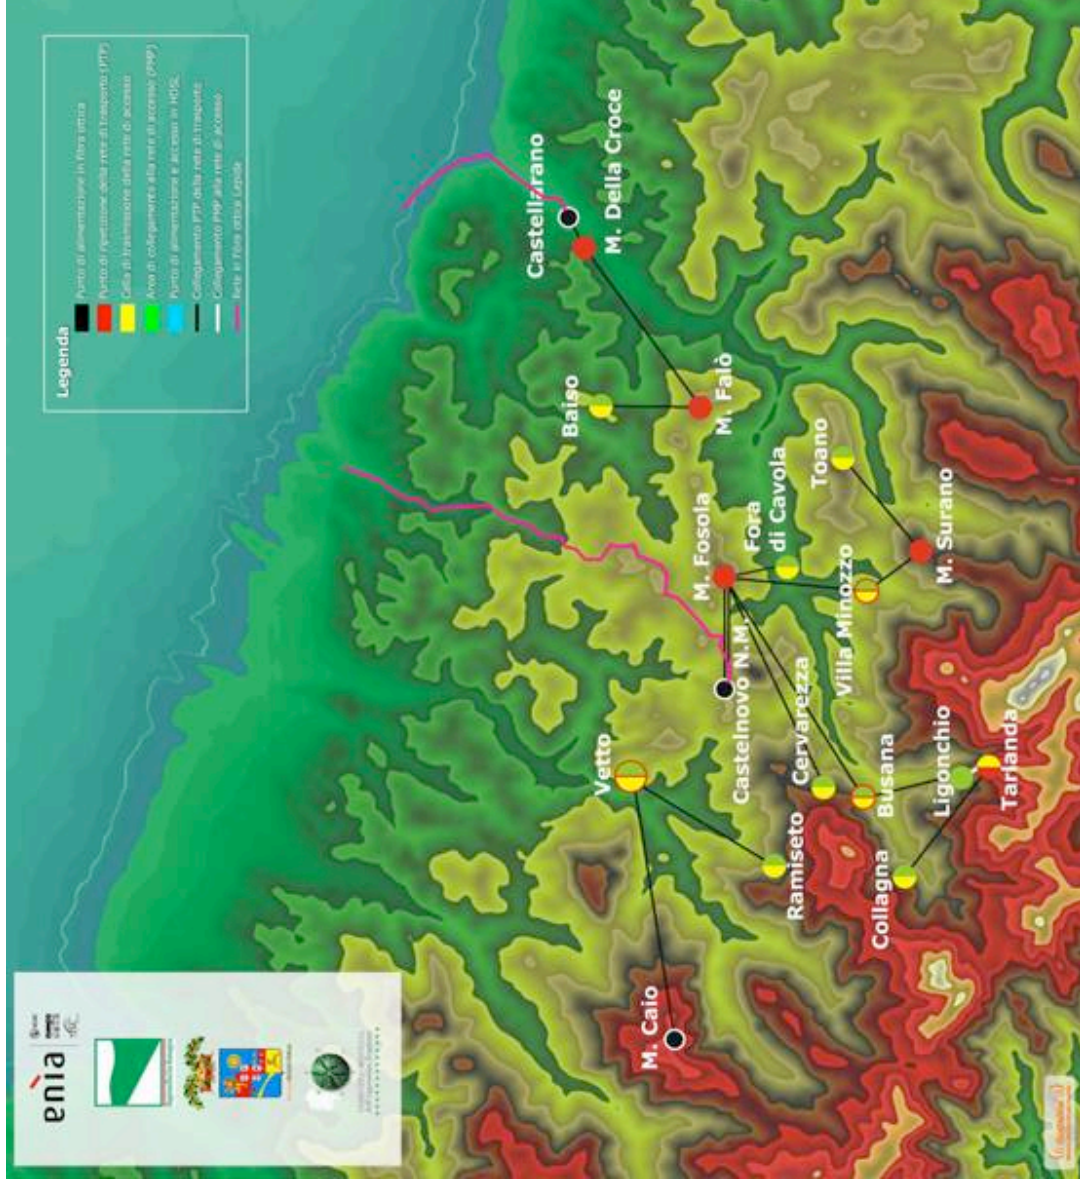 Legenda
Punto di alimentazione in fibra ottica
Punto di ripetizione della rete di trasporto (PTP)
Cella di trasmissione della rete di accesso
Area di collegamento alla rete di accesso (PMP)
Punto di alimentazione e accessi in HDSL
Collegamento PTP della rete di trasporto
Collegamento PMP alla rete di accesso
Rete in fibra ottica Lepida
Castellarano
M. Della Croce
Baiso
M. Falò
Toano
M. Fosola
Fora
di Cavola
M. Surano
Villa Minozzo
Castelnovo N.M.
Vetto
Cervarezza
Busana
Ligonchio
Tarlanda
Ramiseto
Collagna
M. Caio
enìa